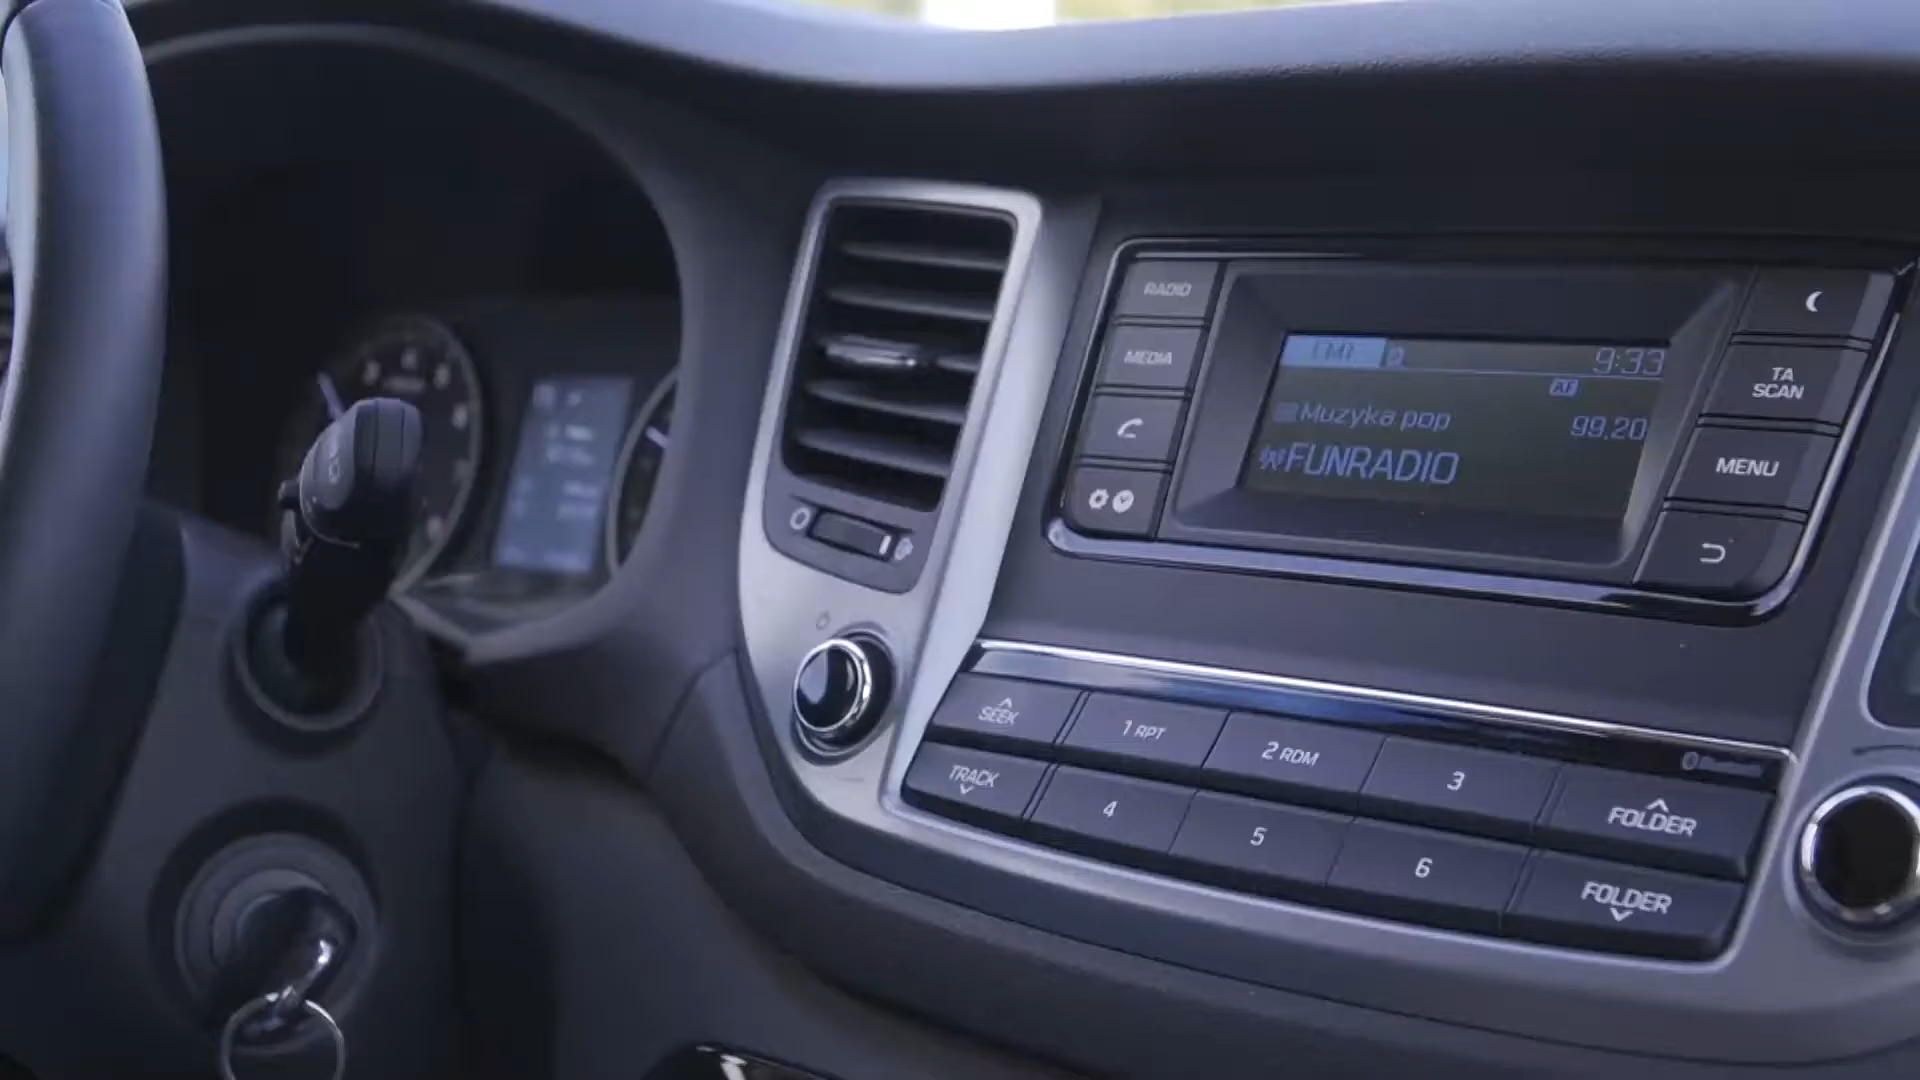 RADIO
MEDIA
9:33
AF
Muzyka pop 99.20
FUNRADIO
TA
SCAN
MENU
SEEK
TRACK
1 RPT
2 RDM
3
4
5
6
FOLDER
FOLDER